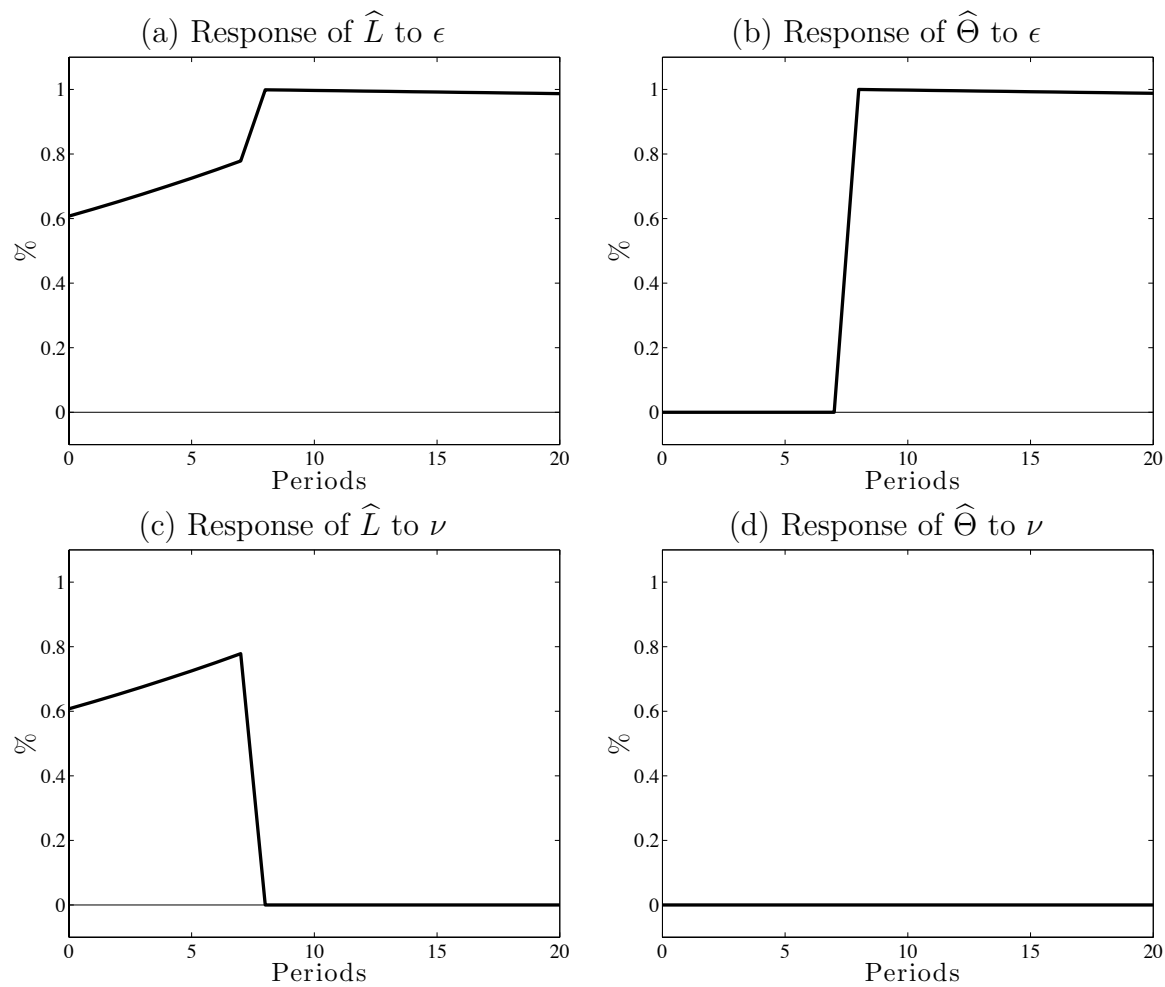 (a) Response of L̂ to ϵ
(b) Response of Θ̂ to ϵ
1
0.8
0.6
0.4
0.2
0
%
0 5 10 15 20
Periods
1
0.8
0.6
0.4
0.2
0
%
0 5 10 15 20
Periods
(c) Response of L̂ to ν
(d) Response of Θ̂ to ν
1
0.8
0.6
0.4
0.2
0
%
0 5 10 15 20
Periods
1
0.8
0.6
0.4
0.2
0
%
0 5 10 15 20
Periods